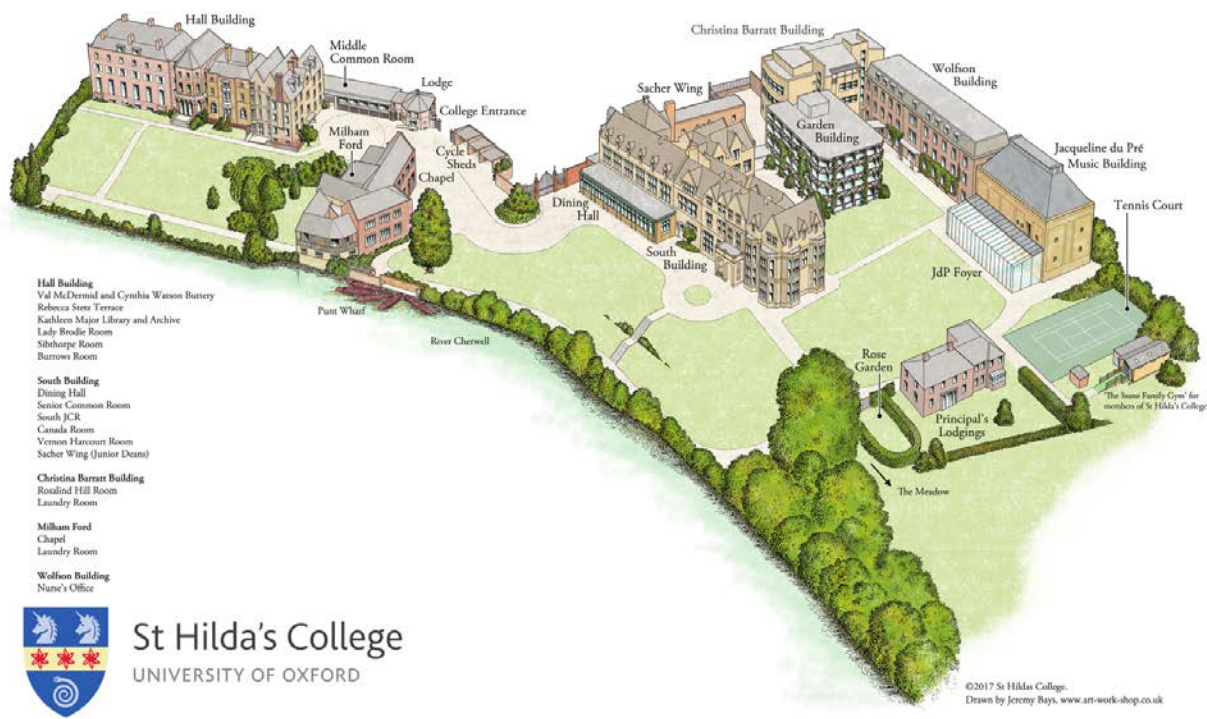 Hall Building
Middle
Common Room
Lodge
College Entrance
Milham
Ford
Cycle
Sheds
Chapel
Christina Barratt Building
Sacher Wing
Wolfson
Building
Garden
Building
Jacqueline du Pré
Music Building
Tennis Court
Dining
Hall
South
Building
JdP Foyer
Punt Wharf
River Cherwell
Rose
Garden
Principal's
Lodgings
'The Stone Family Gym' for
members of St Hilda's College
The Meadow
Hall Building
Val McDermid and Cynthia Watson Buttery
Rebecca Stetz Terrace
Kathleen Major Library and Archive
Lady Brodie Room
Sibthorpe Room
Burrows Room
South Building
Dining Hall
Senior Common Room
South JCR
Canada Room
Vernon Harcourt Room
Sacher Wing (Junior Deans)
Christina Barratt Building
Rosalind Hill Room
Laundry Room
Milham Ford
Chapel
Laundry Room
Wolfson Building
Nurse's Office
St Hilda's College
UNIVERSITY OF OXFORD
©2017 St Hildas College.
Drawn by Jeremy Bays, www.art-work-shop.co.uk